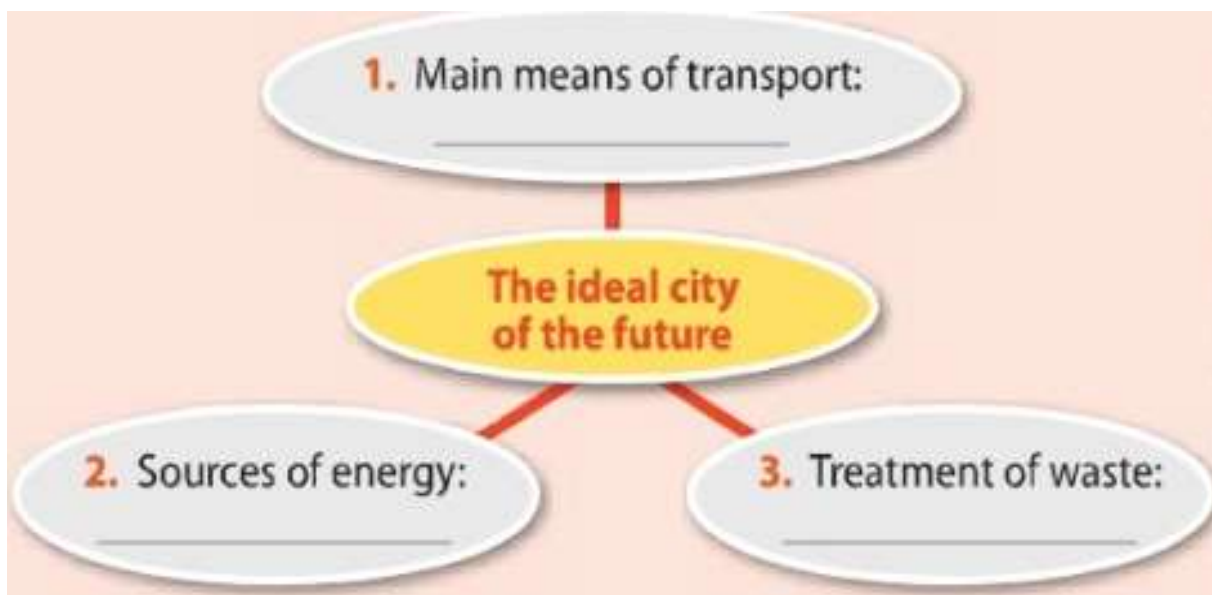 1. Main means of transport:
The ideal city
of the future
2. Sources of energy:
3. Treatment of waste: